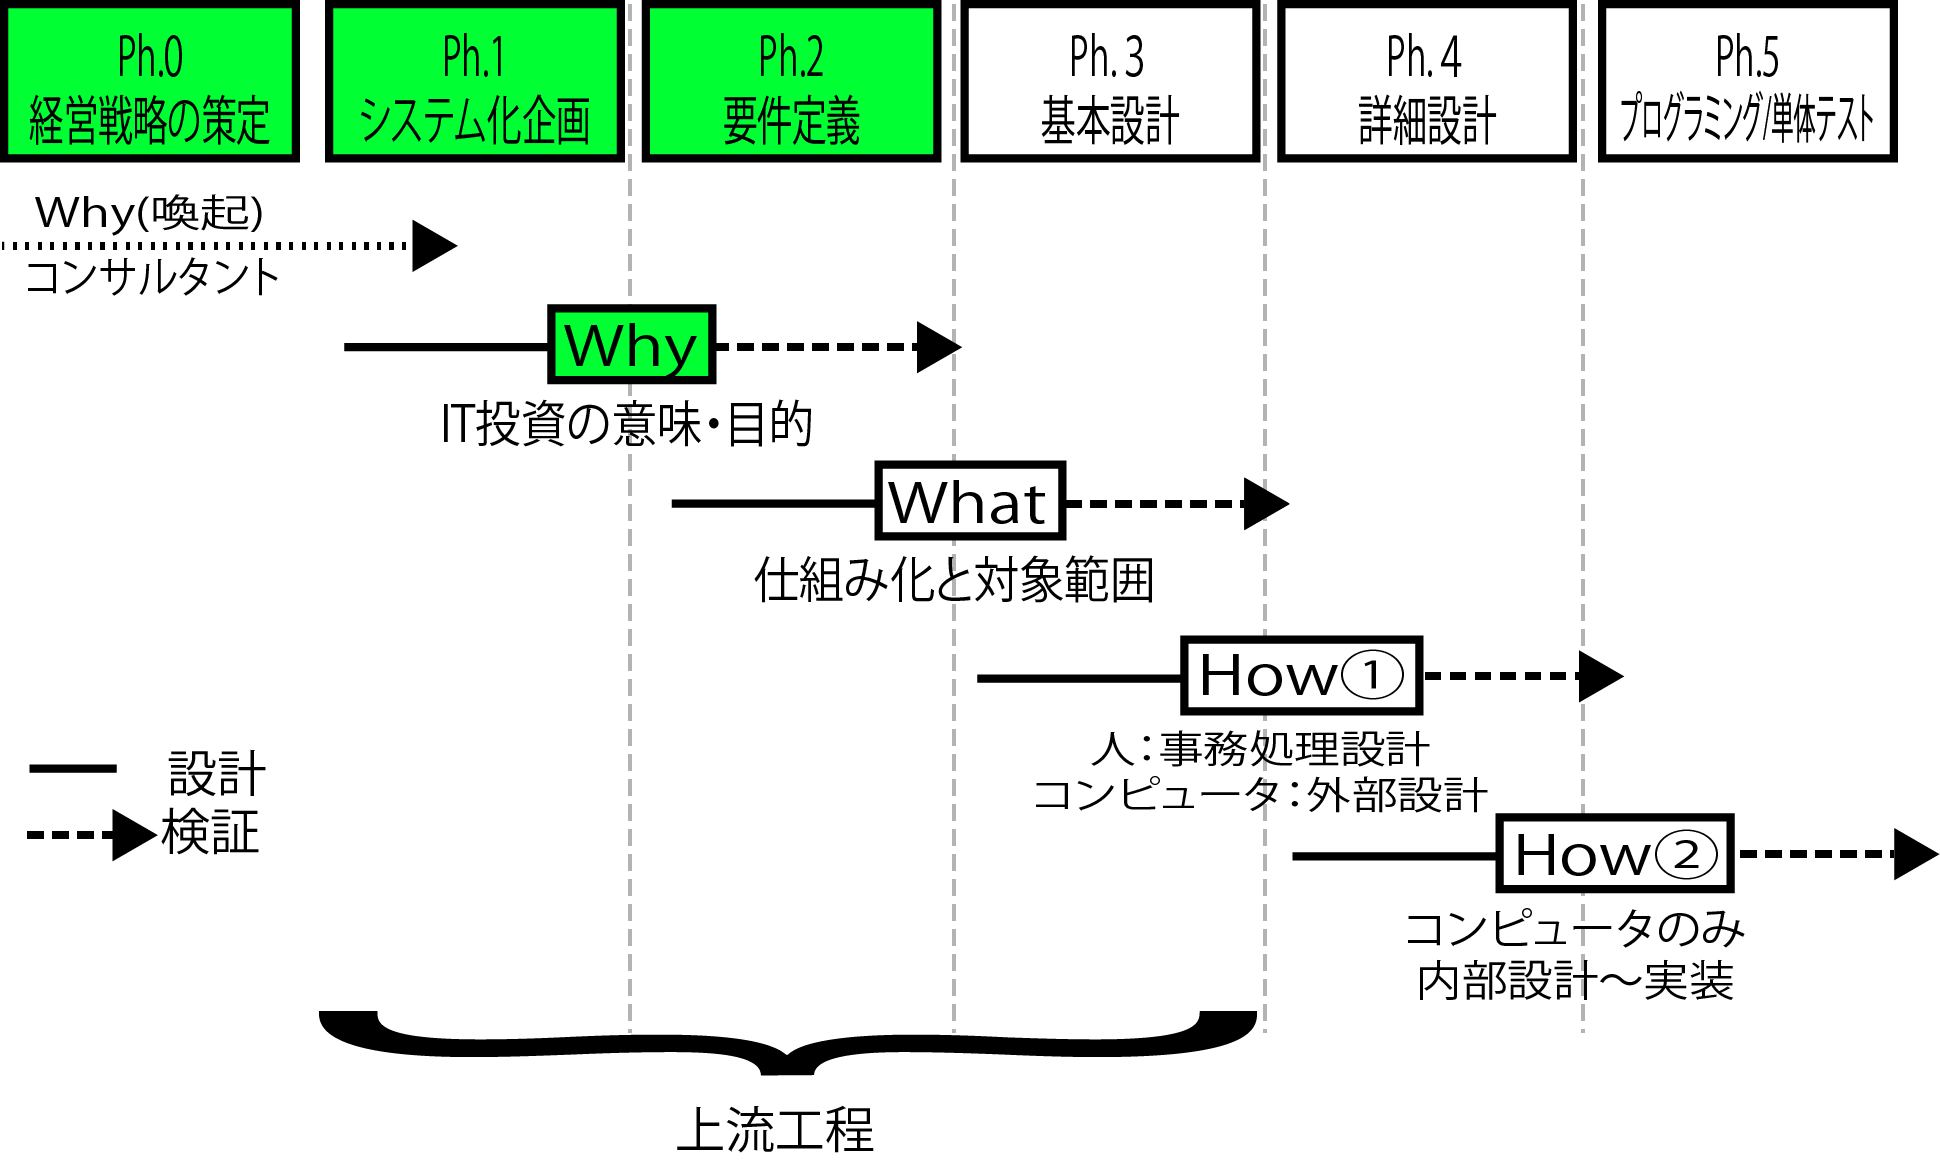 Ph.0
経営戦略の策定
Ph.1
システム化企画
Ph.2
要件定義
Ph. 3
基本設計
Ph. 4
詳細設計
Ph.5
プログラミング/単体テスト
Why(喚起)
コンサルタント
Why
IT投資の意味・目的
What
仕組み化と対象範囲
How①
人：事務処理設計
コンピュータ：外部設計
設計
検証
How②
コンピュータのみ
内部設計～実装
上流工程